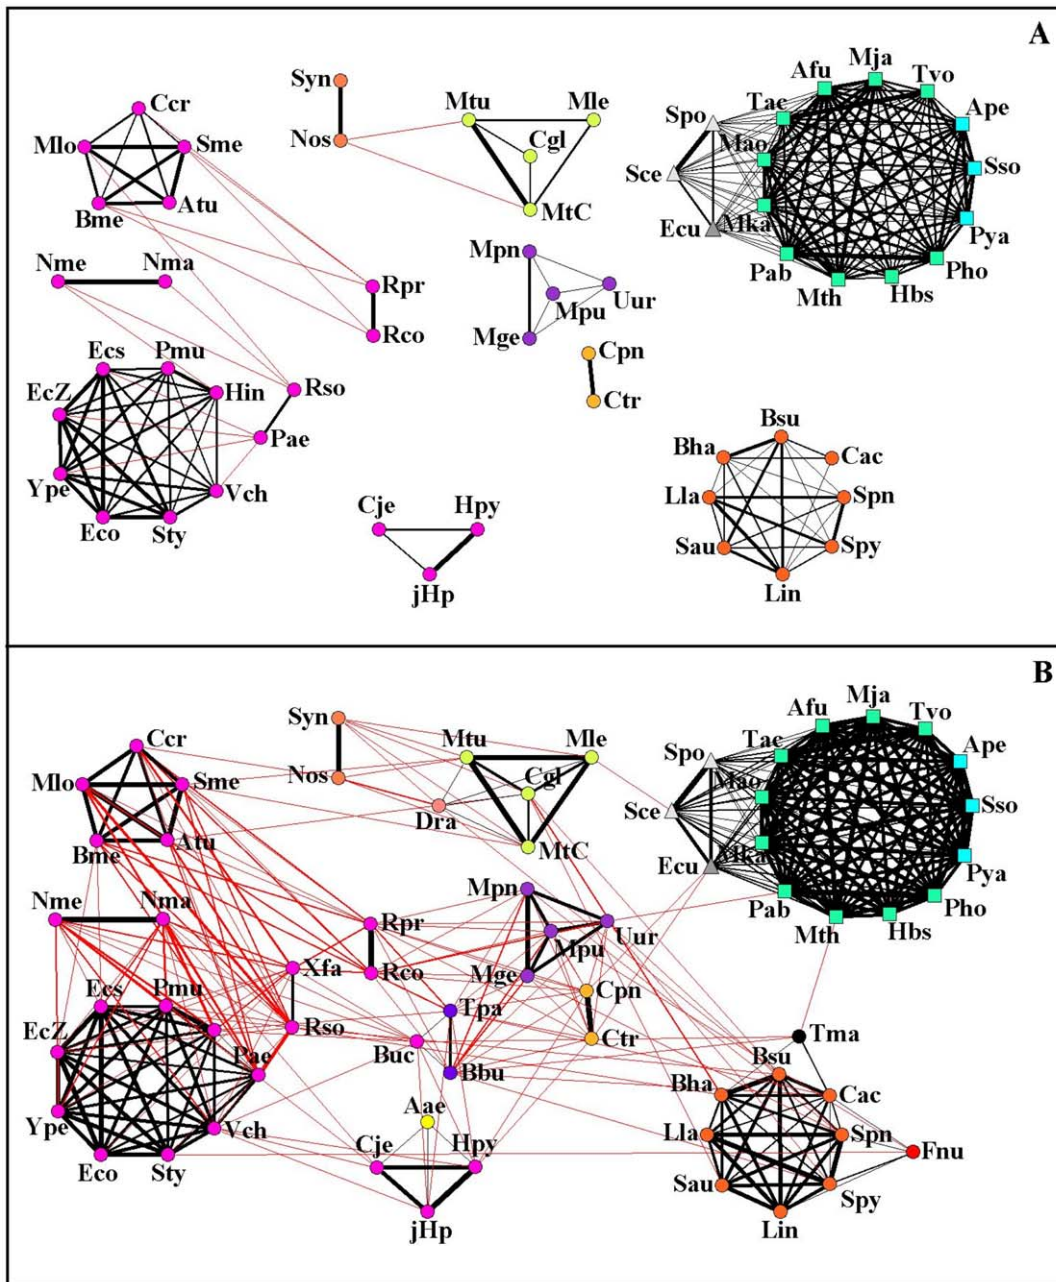 A
Mja
Afu Tvo
Syn Mtu Mle Tac Ape
Ccr Spo
Mlo Sme Nos Cgl Mao Sso
Sce
Bme Atu MtC Ecu Mka Pya
Nme Nma Rpr Mpn Uur Pab Pho
Mpu Mth Hbs
Rco Mge
Ecs Pmu Cpn
EcZ Hin Rso Ctr
Bsu
Pae Bha Cac
Ype Vch Lla Spn
Eco Sty Cje Hpy
Sau Spy
jHp Lin
B
Mja
Afu Tvo
Syn Mtu Mle Tac Ape
Ccr Spo
Mlo Sme Nos Cgl Mao Sso
Dra Sce
Bme Atu MtC Ecu Mka Pya
Nme Nma Rpr Mpn Uur Pab Pho
Mpu Mth Hbs
Xfa Rco Mge Cpn
Ecs Pmu Tpa
EcZ Rso Ctr Tma
Pae Buc Bsu
Bbu Bha Cac
Ype Vch Aae Lla Spn
Eco Sty Cje Hpy Fnu
Sau Spy
jHp Lin